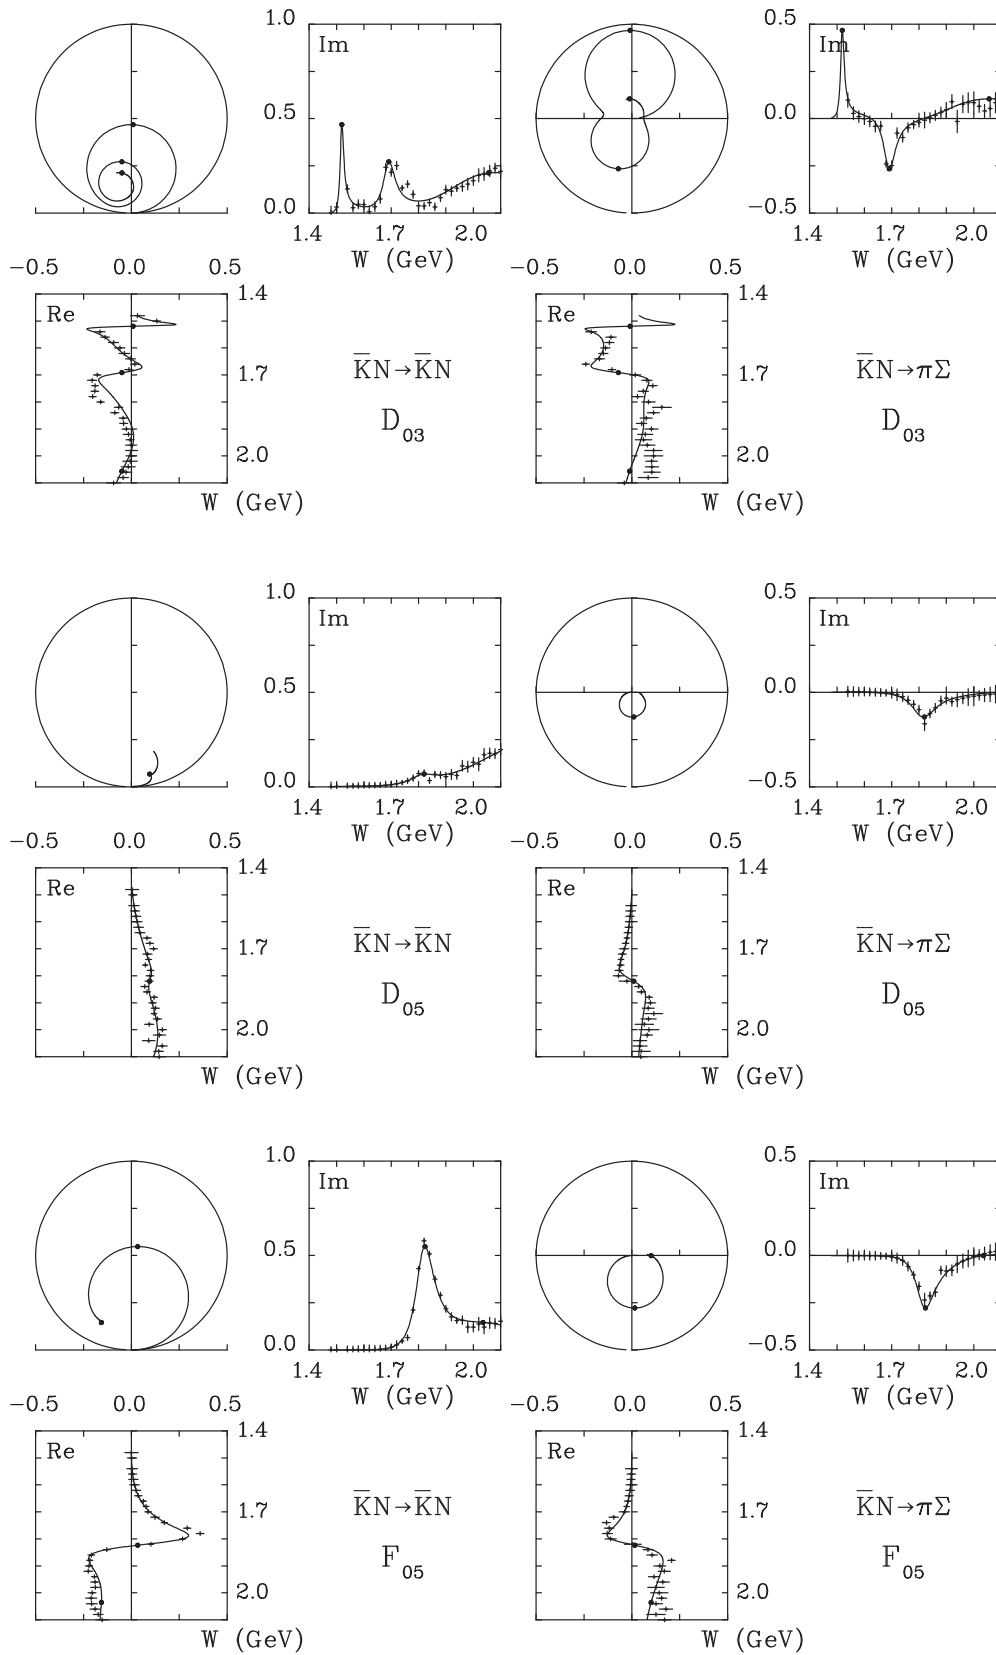 1.0 Im 0.5 Im
0.5 0.0
0.0 −0.5
1.4 1.7 2.0 1.4 1.7 2.0
W (GeV) W (GeV)
−0.5 0.0 0.5 −0.5 0.0 0.5
Re 1.4 Re 1.4
1.7 K̅N→K̅N 1.7 K̅N→πΣ
D₀₃ D₀₃
2.0 2.0
W (GeV) W (GeV)
1.0 Im 0.5 Im
0.5 0.0
0.0 −0.5
1.4 1.7 2.0 1.4 1.7 2.0
W (GeV) W (GeV)
−0.5 0.0 0.5 −0.5 0.0 0.5
Re 1.4 Re 1.4
1.7 K̅N→K̅N 1.7 K̅N→πΣ
D₀₅ D₀₅
2.0 2.0
W (GeV) W (GeV)
1.0 Im 0.5 Im
0.5 0.0
0.0 −0.5
1.4 1.7 2.0 1.4 1.7 2.0
W (GeV) W (GeV)
−0.5 0.0 0.5 −0.5 0.0 0.5
Re 1.4 Re 1.4
1.7 K̅N→K̅N 1.7 K̅N→πΣ
F₀₅ F₀₅
2.0 2.0
W (GeV) W (GeV)